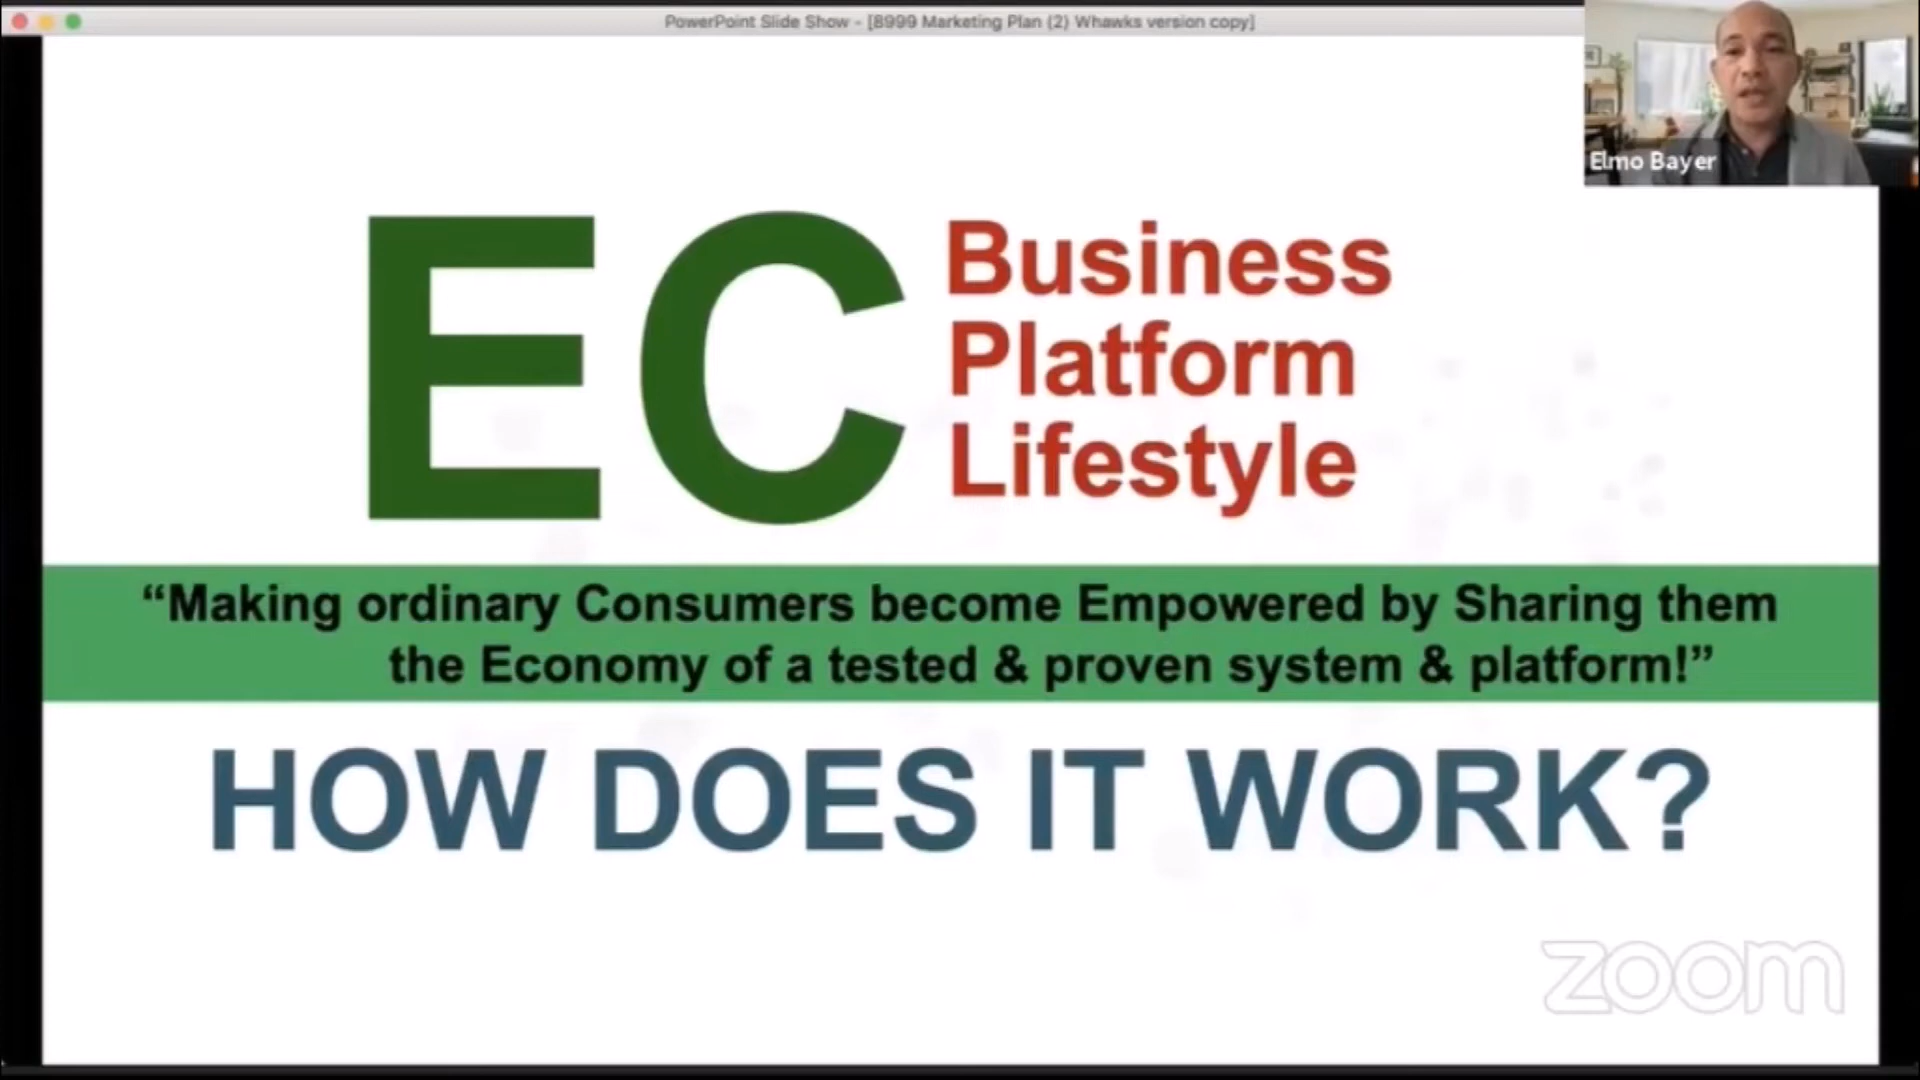 PowerPoint Slide Show - [8999 Marketing Plan (2) Whawks version copy]
Elmo Bayer
EC
Business
Platform
Lifestyle
“Making ordinary Consumers become Empowered by Sharing them
the Economy of a tested & proven system & platform!”
HOW DOES IT WORK?
zoom